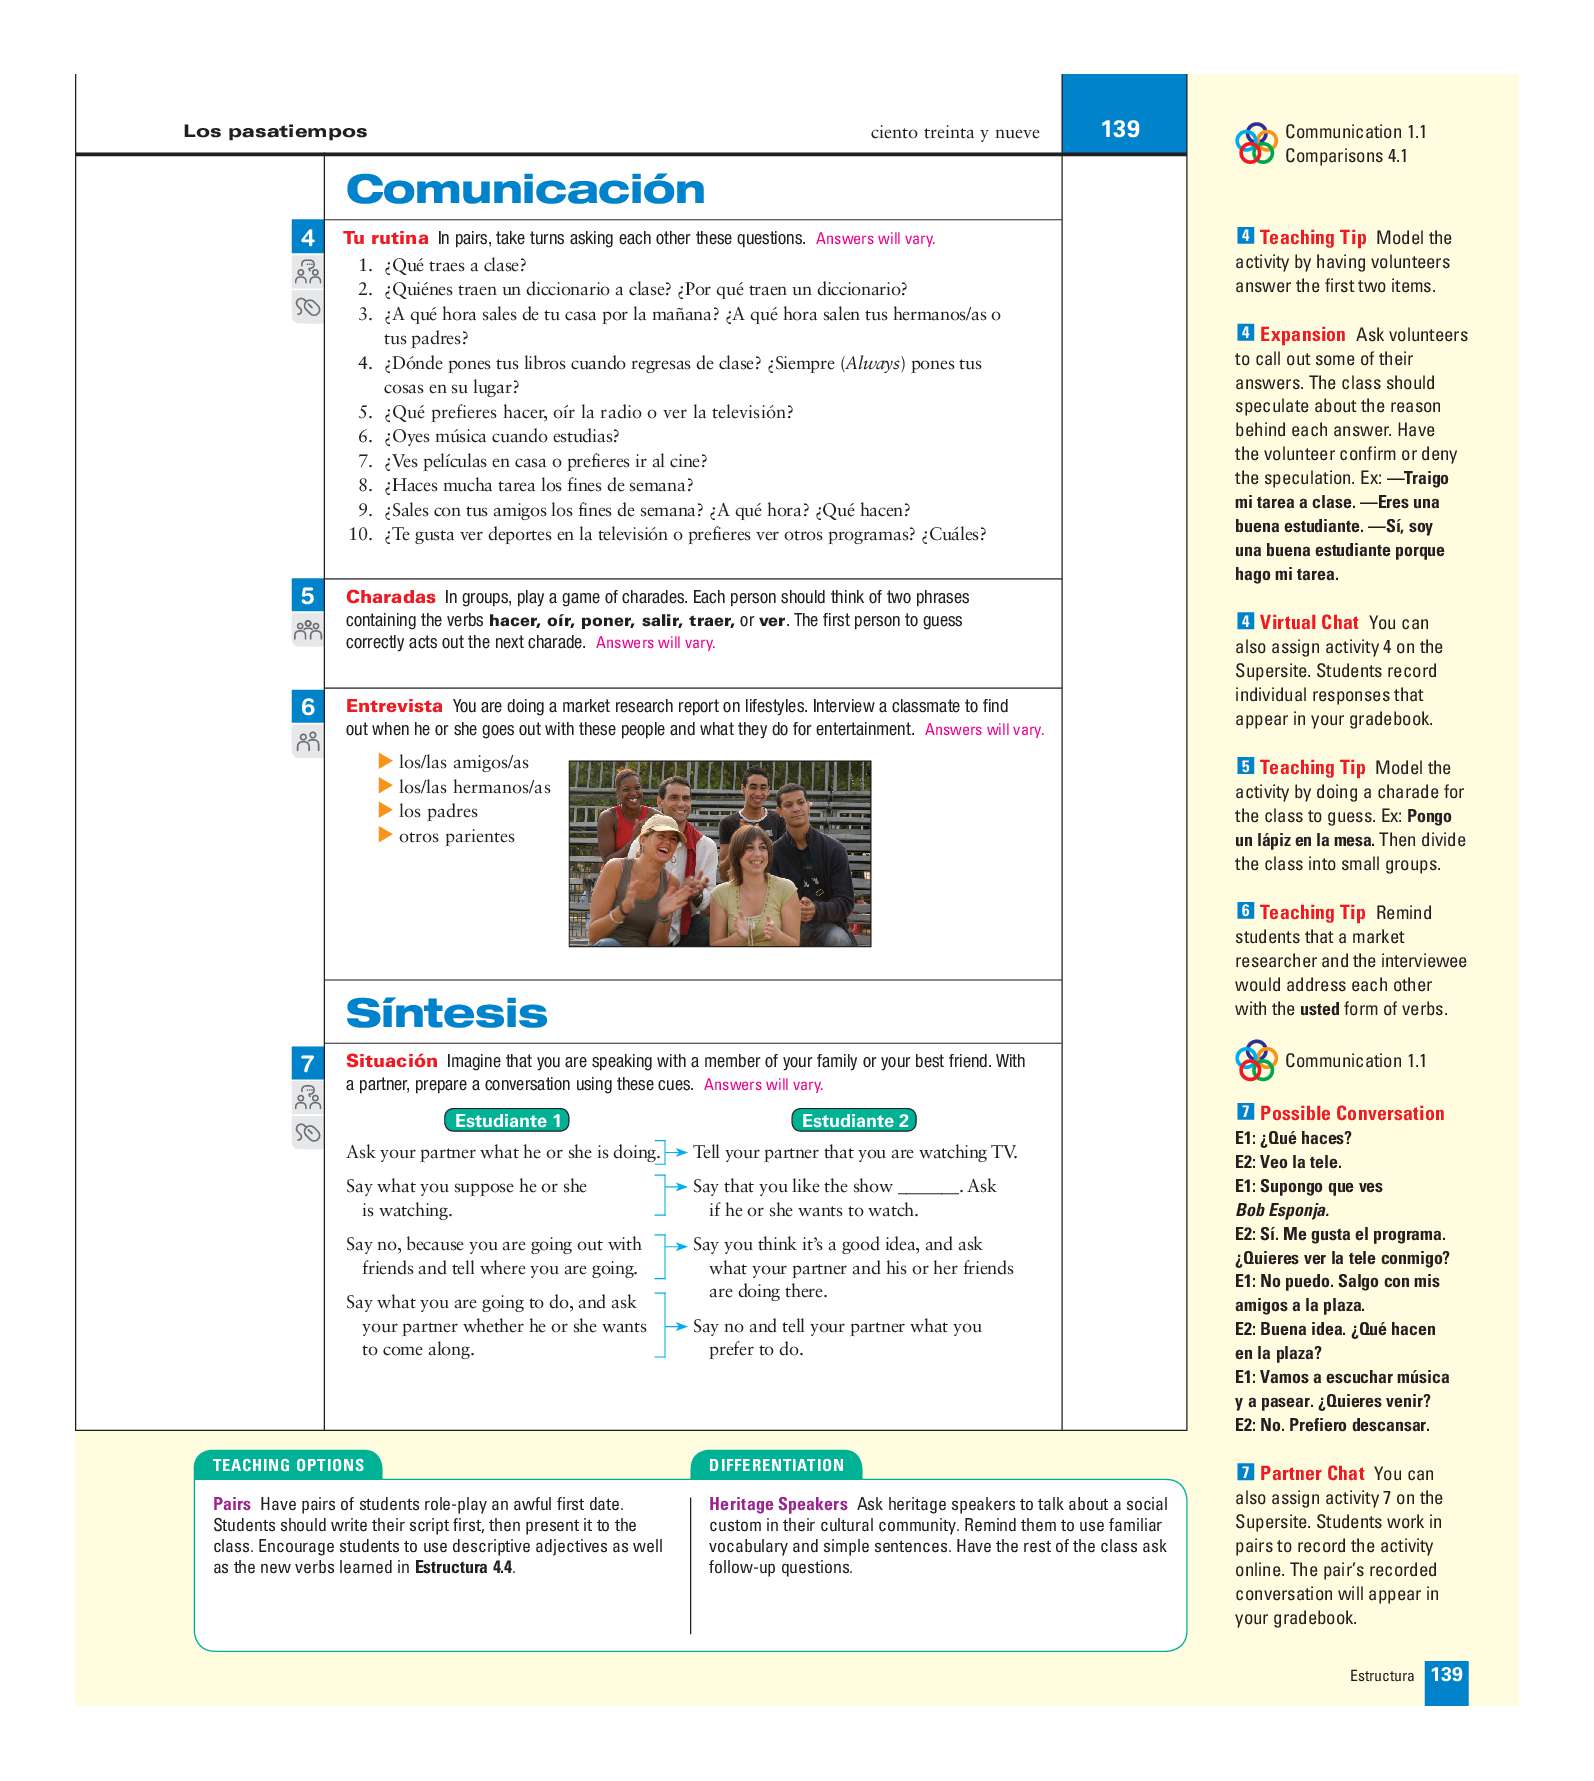 Los pasatiempos
ciento treinta y nueve
139
Comunicación
4
Tu rutina In pairs, take turns asking each other these questions. Answers will vary.
1. ¿Qué traes a clase?
2. ¿Quiénes traen un diccionario a clase? ¿Por qué traen un diccionario?
3. ¿A qué hora sales de tu casa por la mañana? ¿A qué hora salen tus hermanos/as o
tus padres?
4. ¿Dónde pones tus libros cuando regresas de clase? ¿Siempre (Always) pones tus
cosas en su lugar?
5. ¿Qué prefieres hacer, oír la radio o ver la televisión?
6. ¿Oyes música cuando estudias?
7. ¿Ves películas en casa o prefieres ir al cine?
8. ¿Haces mucha tarea los fines de semana?
9. ¿Sales con tus amigos los fines de semana? ¿A qué hora? ¿Qué hacen?
10. ¿Te gusta ver deportes en la televisión o prefieres ver otros programas? ¿Cuáles?
5
Charadas In groups, play a game of charades. Each person should think of two phrases
containing the verbs hacer, oír, poner, salir, traer, or ver. The first person to guess
correctly acts out the next charade. Answers will vary.
6
Entrevista You are doing a market research report on lifestyles. Interview a classmate to find
out when he or she goes out with these people and what they do for entertainment. Answers will vary.
los/las amigos/as
los/las hermanos/as
los padres
otros parientes
Síntesis
7
Situación Imagine that you are speaking with a member of your family or your best friend. With
a partner, prepare a conversation using these cues. Answers will vary.
Estudiante 1
Estudiante 2
Ask your partner what he or she is doing.
Tell your partner that you are watching TV.
Say what you suppose he or she
is watching.
Say that you like the show _______. Ask
if he or she wants to watch.
Say no, because you are going out with
friends and tell where you are going.
Say you think it's a good idea, and ask
what your partner and his or her friends
are doing there.
Say what you are going to do, and ask
your partner whether he or she wants
to come along.
Say no and tell your partner what you
prefer to do.
TEACHING OPTIONS
Pairs Have pairs of students role-play an awful first date.
Students should write their script first, then present it to the
class. Encourage students to use descriptive adjectives as well
as the new verbs learned in Estructura 4.4.
DIFFERENTIATION
Heritage Speakers Ask heritage speakers to talk about a social
custom in their cultural community. Remind them to use familiar
vocabulary and simple sentences. Have the rest of the class ask
follow-up questions.
Communication 1.1
Comparisons 4.1
4 Teaching Tip Model the
activity by having volunteers
answer the first two items.
4 Expansion Ask volunteers
to call out some of their
answers. The class should
speculate about the reason
behind each answer. Have
the volunteer confirm or deny
the speculation. Ex: —Traigo
mi tarea a clase. —Eres una
buena estudiante. —Sí, soy
una buena estudiante porque
hago mi tarea.
4 Virtual Chat You can
also assign activity 4 on the
Supersite. Students record
individual responses that
appear in your gradebook.
5 Teaching Tip Model the
activity by doing a charade for
the class to guess. Ex: Pongo
un lápiz en la mesa. Then divide
the class into small groups.
6 Teaching Tip Remind
students that a market
researcher and the interviewee
would address each other
with the usted form of verbs.
Communication 1.1
7 Possible Conversation
E1: ¿Qué haces?
E2: Veo la tele.
E1: Supongo que ves
Bob Esponja.
E2: Sí. Me gusta el programa.
¿Quieres ver la tele conmigo?
E1: No puedo. Salgo con mis
amigos a la plaza.
E2: Buena idea. ¿Qué hacen
en la plaza?
E1: Vamos a escuchar música
y a pasear. ¿Quieres venir?
E2: No. Prefiero descansar.
7 Partner Chat You can
also assign activity 7 on the
Supersite. Students work in
pairs to record the activity
online. The pair's recorded
conversation will appear in
your gradebook.
Estructura 139